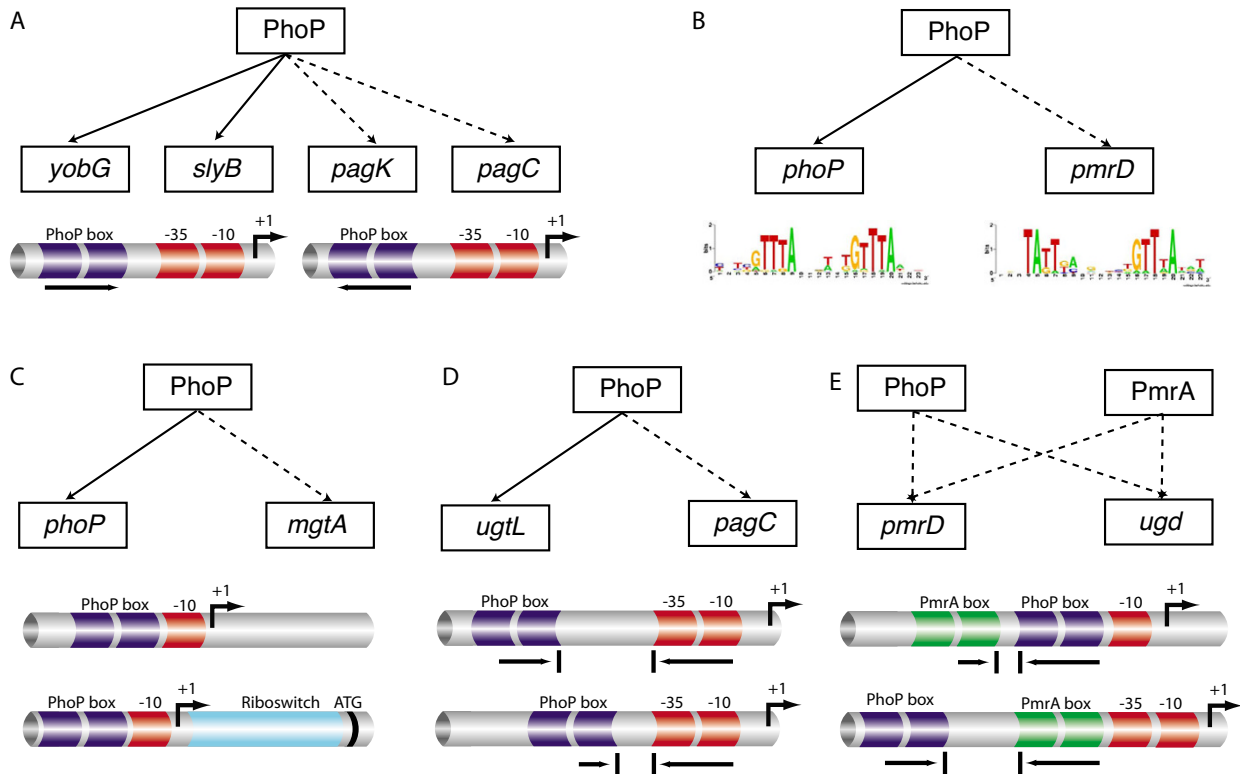 A
PhoP
yobG slyB pagK pagC
PhoP box -35 -10 +1
PhoP box -35 -10 +1
B
PhoP
phoP pmrD
C
PhoP
phoP mgtA
PhoP box -10 +1
PhoP box -10 +1 Riboswitch ATG
D
PhoP
ugtL pagC
PhoP box -35 -10 +1
PhoP box -35 -10 +1
E
PhoP PmrA
pmrD ugd
PmrA box PhoP box -10 +1
PhoP box PmrA box -35 -10 +1